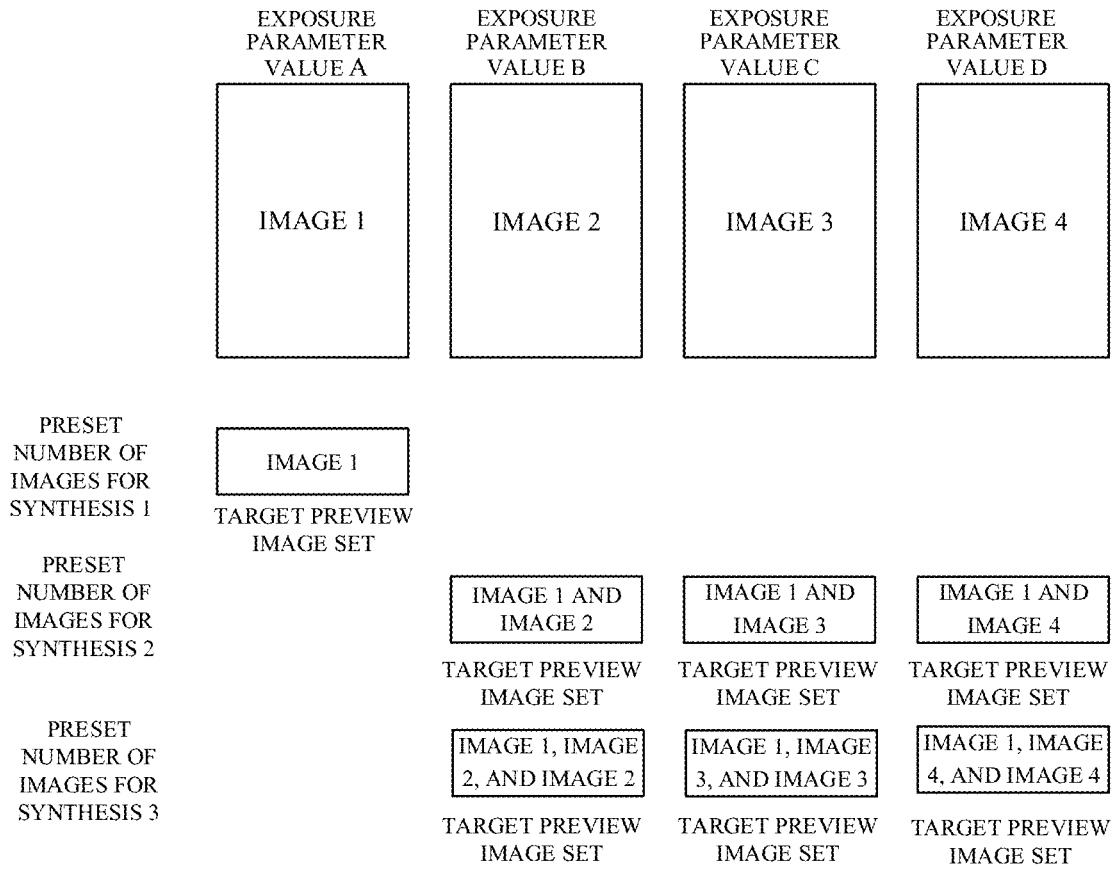 EXPOSURE
PARAMETER
VALUE A
EXPOSURE
PARAMETER
VALUE B
EXPOSURE
PARAMETER
VALUE C
EXPOSURE
PARAMETER
VALUE D
IMAGE 1
IMAGE 2
IMAGE 3
IMAGE 4
PRESET
NUMBER OF
IMAGES FOR
SYNTHESIS 1
IMAGE 1
TARGET PREVIEW
IMAGE SET
PRESET
NUMBER OF
IMAGES FOR
SYNTHESIS 2
IMAGE 1 AND
IMAGE 2
TARGET PREVIEW
IMAGE SET
IMAGE 1 AND
IMAGE 3
TARGET PREVIEW
IMAGE SET
IMAGE 1 AND
IMAGE 4
TARGET PREVIEW
IMAGE SET
PRESET
NUMBER OF
IMAGES FOR
SYNTHESIS 3
IMAGE 1, IMAGE
2, AND IMAGE 2
TARGET PREVIEW
IMAGE SET
IMAGE 1, IMAGE
3, AND IMAGE 3
TARGET PREVIEW
IMAGE SET
IMAGE 1, IMAGE
4, AND IMAGE 4
TARGET PREVIEW
IMAGE SET